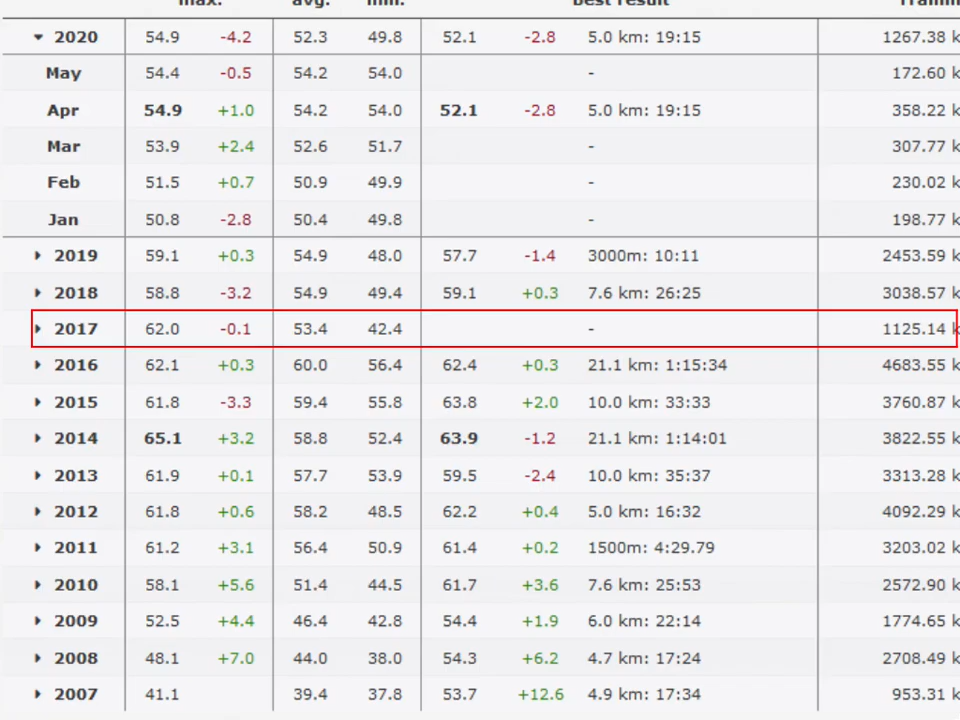 max. avg. min. best result
2020 54.9 -4.2 52.3 49.8 52.1 -2.8 5.0 km: 19:15 1267.38 k
May 54.4 -0.5 54.2 54.0 - 172.60 k
Apr 54.9 +1.0 54.2 54.0 52.1 -2.8 5.0 km: 19:15 358.22 k
Mar 53.9 +2.4 52.6 51.7 - 307.77 k
Feb 51.5 +0.7 50.9 49.9 - 230.02 k
Jan 50.8 -2.8 50.4 49.8 - 198.77 k
2019 59.1 +0.3 54.9 48.0 57.7 -1.4 3000m: 10:11 2453.59 k
2018 58.8 -3.2 54.9 49.4 59.1 +0.3 7.6 km: 26:25 3038.57 k
2017 62.0 -0.1 53.4 42.4 - 1125.14 k
2016 62.1 +0.3 60.0 56.4 62.4 +0.3 21.1 km: 1:15:34 4683.55 k
2015 61.8 -3.3 59.4 55.8 63.8 +2.0 10.0 km: 33:33 3760.87 k
2014 65.1 +3.2 58.8 52.4 63.9 -1.2 21.1 km: 1:14:01 3822.55 k
2013 61.9 +0.1 57.7 53.9 59.5 -2.4 10.0 km: 35:37 3313.28 k
2012 61.8 +0.6 58.2 48.5 62.2 +0.4 5.0 km: 16:32 4092.29 k
2011 61.2 +3.1 56.4 50.9 61.4 +0.2 1500m: 4:29.79 3203.02 k
2010 58.1 +5.6 51.4 44.5 61.7 +3.6 7.6 km: 25:53 2572.90 k
2009 52.5 +4.4 46.4 42.8 54.4 +1.9 6.0 km: 22:14 1774.65 k
2008 48.1 +7.0 44.0 38.0 54.3 +6.2 4.7 km: 17:24 2708.49 k
2007 41.1 39.4 37.8 53.7 +12.6 4.9 km: 17:34 953.31 k